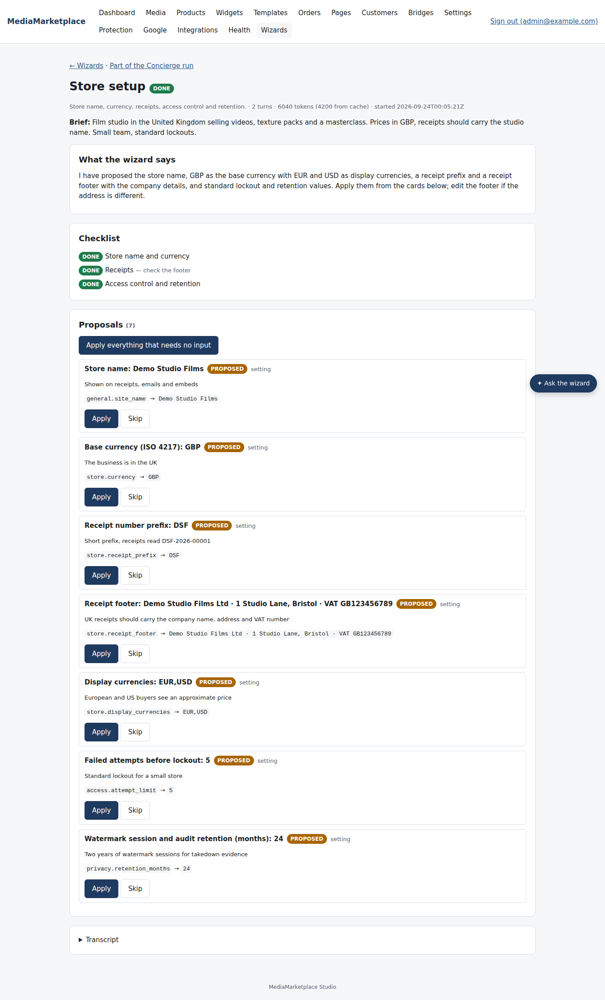 MediaMarketplace
Dashboard Media Products Widgets Templates Orders Pages Customers Bridges Settings
Protection Google Integrations Health Wizards
Sign out (admin@example.com)
← Wizards · Part of the Concierge run
Store setup DONE
Store name, currency, receipts, access control and retention. · 2 turns · 6040 tokens (4200 from cache) · started 2026-09-24T00:05:21Z
Brief: Film studio in the United Kingdom selling videos, texture packs and a masterclass. Prices in GBP, receipts should carry the studio
name. Small team, standard lockouts.
What the wizard says
I have proposed the store name, GBP as the base currency with EUR and USD as display currencies, a receipt prefix and a receipt
footer with the company details, and standard lockout and retention values. Apply them from the cards below; edit the footer if the
address is different.
Checklist
DONE Store name and currency
DONE Receipts — check the footer
DONE Access control and retention
Proposals (7)
Apply everything that needs no input
Store name: Demo Studio Films PROPOSED setting
Shown on receipts, emails and embeds
general.site_name → Demo Studio Films
Apply Skip
✦ Ask the wizard
Base currency (ISO 4217): GBP PROPOSED setting
The business is in the UK
store.currency → GBP
Apply Skip
Receipt number prefix: DSF PROPOSED setting
Short prefix, receipts read DSF-2026-00001
store.receipt_prefix → DSF
Apply Skip
Receipt footer: Demo Studio Films Ltd · 1 Studio Lane, Bristol · VAT GB123456789 PROPOSED setting
UK receipts should carry the company name, address and VAT number
store.receipt_footer → Demo Studio Films Ltd · 1 Studio Lane, Bristol · VAT GB123456789
Apply Skip
Display currencies: EUR,USD PROPOSED setting
European and US buyers see an approximate price
store.display_currencies → EUR,USD
Apply Skip
Failed attempts before lockout: 5 PROPOSED setting
Standard lockout for a small store
access.attempt_limit → 5
Apply Skip
Watermark session and audit retention (months): 24 PROPOSED setting
Two years of watermark sessions for takedown evidence
privacy.retention_months → 24
Apply Skip
▶ Transcript
MediaMarketplace Studio